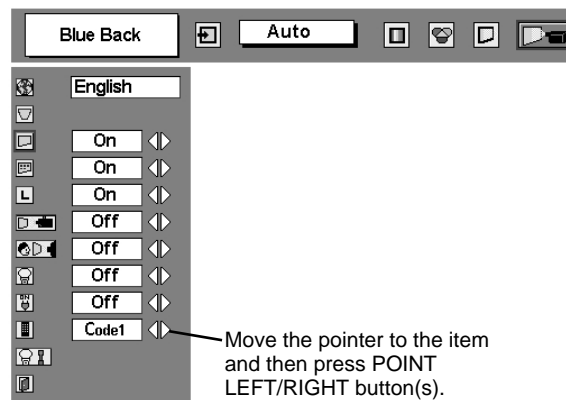 Blue Back
Auto
English
On
On
L
On
Off
Off
Off
ON
Off
Code1
Move the pointer to the item
and then press POINT
LEFT/RIGHT button(s).